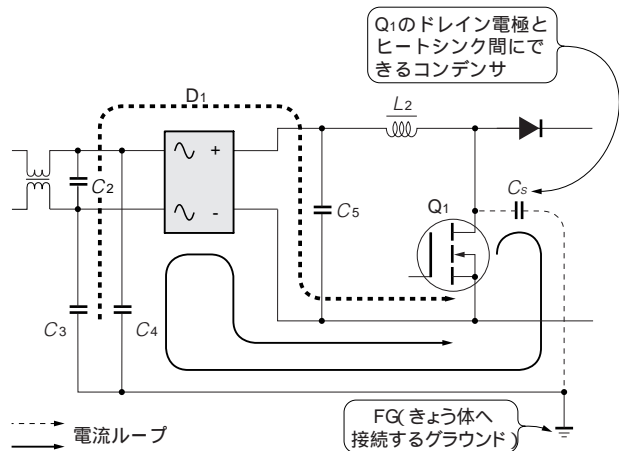 Q1のドレイン電極と
ヒートシンク間にで
きるコンデンサ
D1
L2
+
-
C2
C5
Q1
Cs
C3
C4
FG(きょう体へ
接続するグラウンド)
電流ループ